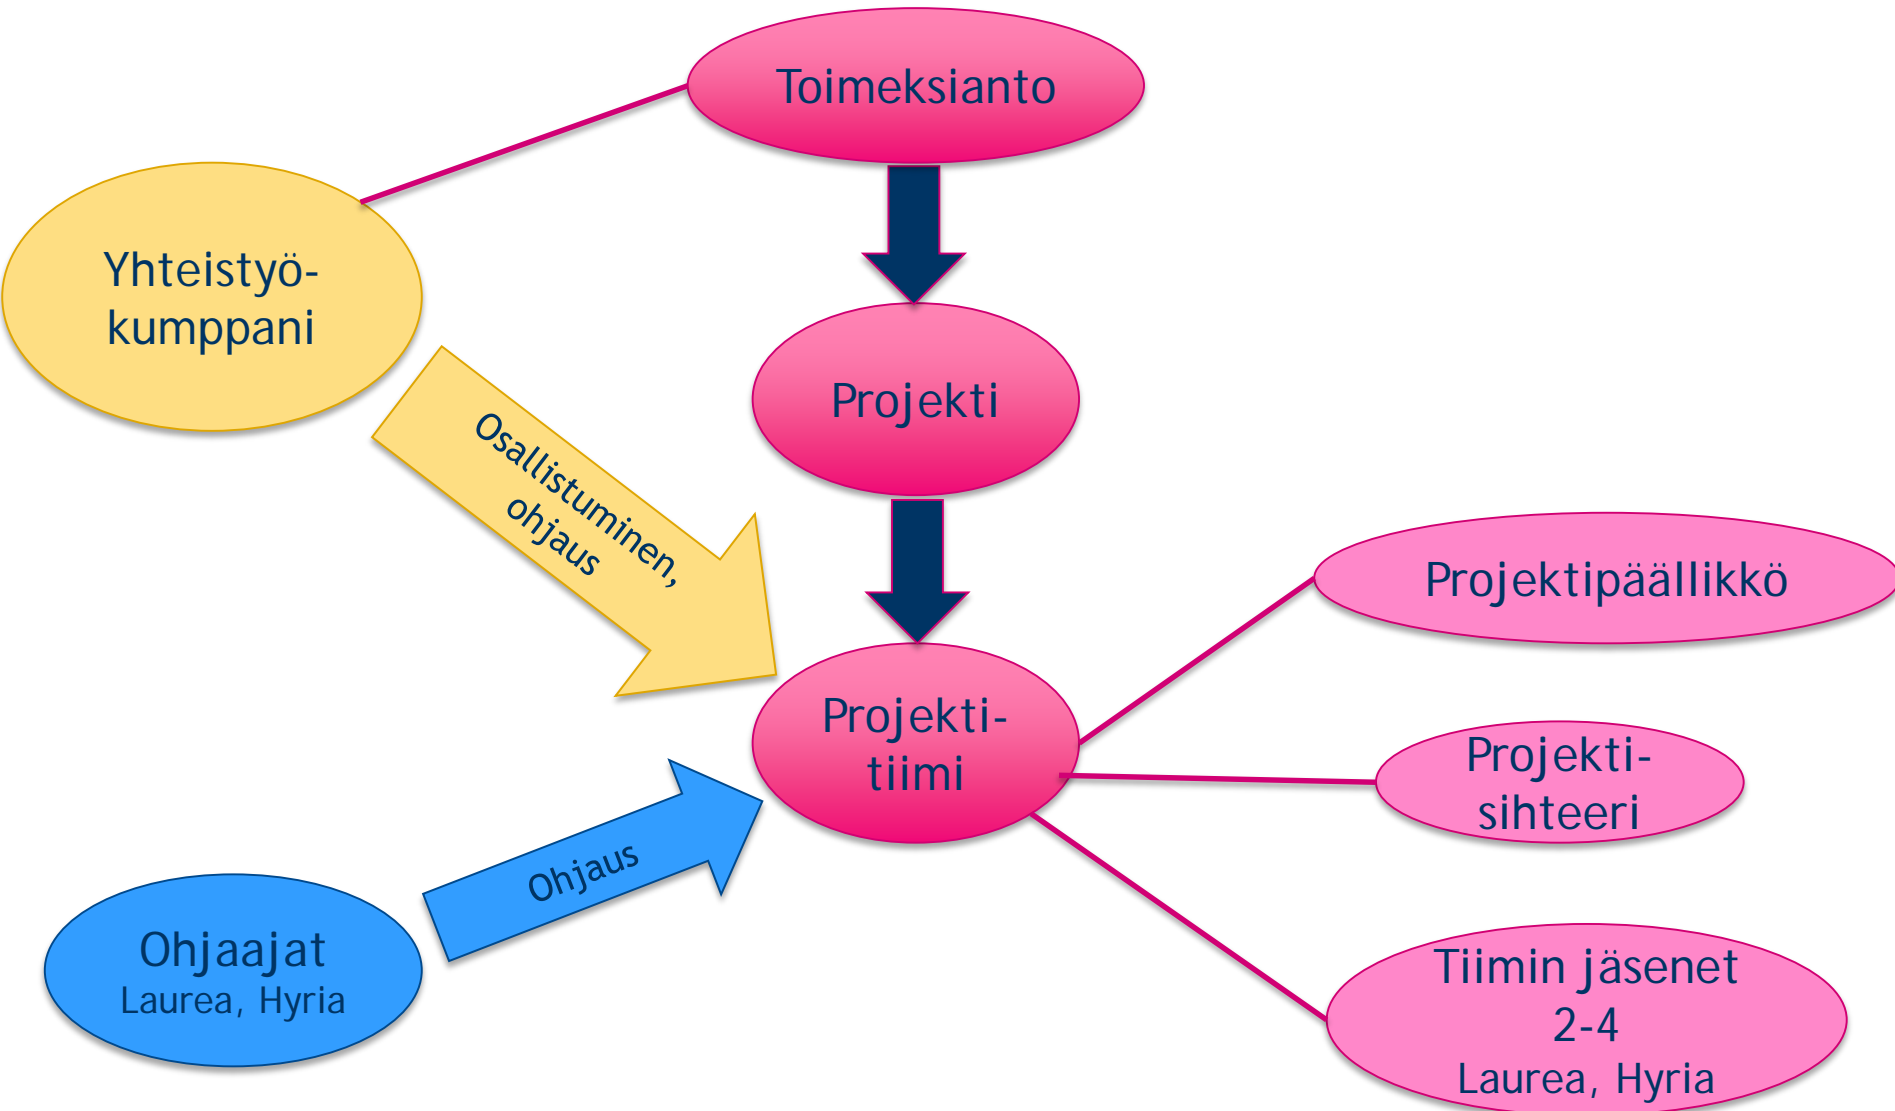 Toimeksianto
Yhteistyö-
kumppani
Projekti
Osallistuminen,
ohjaus
Projektipäällikkö
Projekti-
tiimi
Projekti-
sihteeri
Ohjaus
Ohjaajat
Laurea, Hyria
Tiimin jäsenet
2-4
Laurea, Hyria